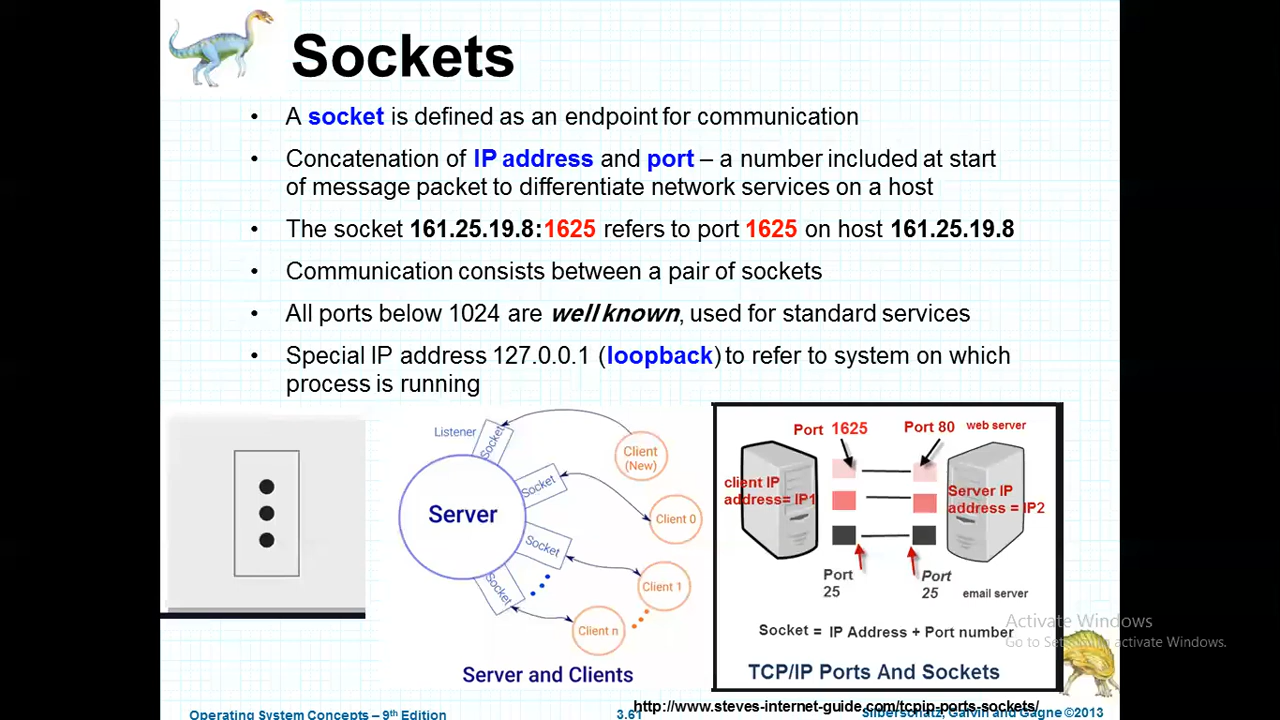 Sockets
• A socket is defined as an endpoint for communication
• Concatenation of IP address and port – a number included at start
of message packet to differentiate network services on a host
• The socket 161.25.19.8:1625 refers to port 1625 on host 161.25.19.8
• Communication consists between a pair of sockets
• All ports below 1024 are well known, used for standard services
• Special IP address 127.0.0.1 (loopback) to refer to system on which
process is running
Listener
Socket
Client
(New)
Socket
Client 0
Server
Socket
Client 1
Socket
Client n
Server and Clients
Port 1625
Port 80 web server
client IP
address= IP1
Server IP
address = IP2
Port
25
Port
25
email server
Socket = IP Address + Port number
TCP/IP Ports And Sockets
Activate Windows
Go to Settings to activate Windows.
http://www.steves-internet-guide.com/tcpip-ports-sockets/
Operating System Concepts – 9th Edition
3.61
Silberschatz, Galvin and Gagne ©2013